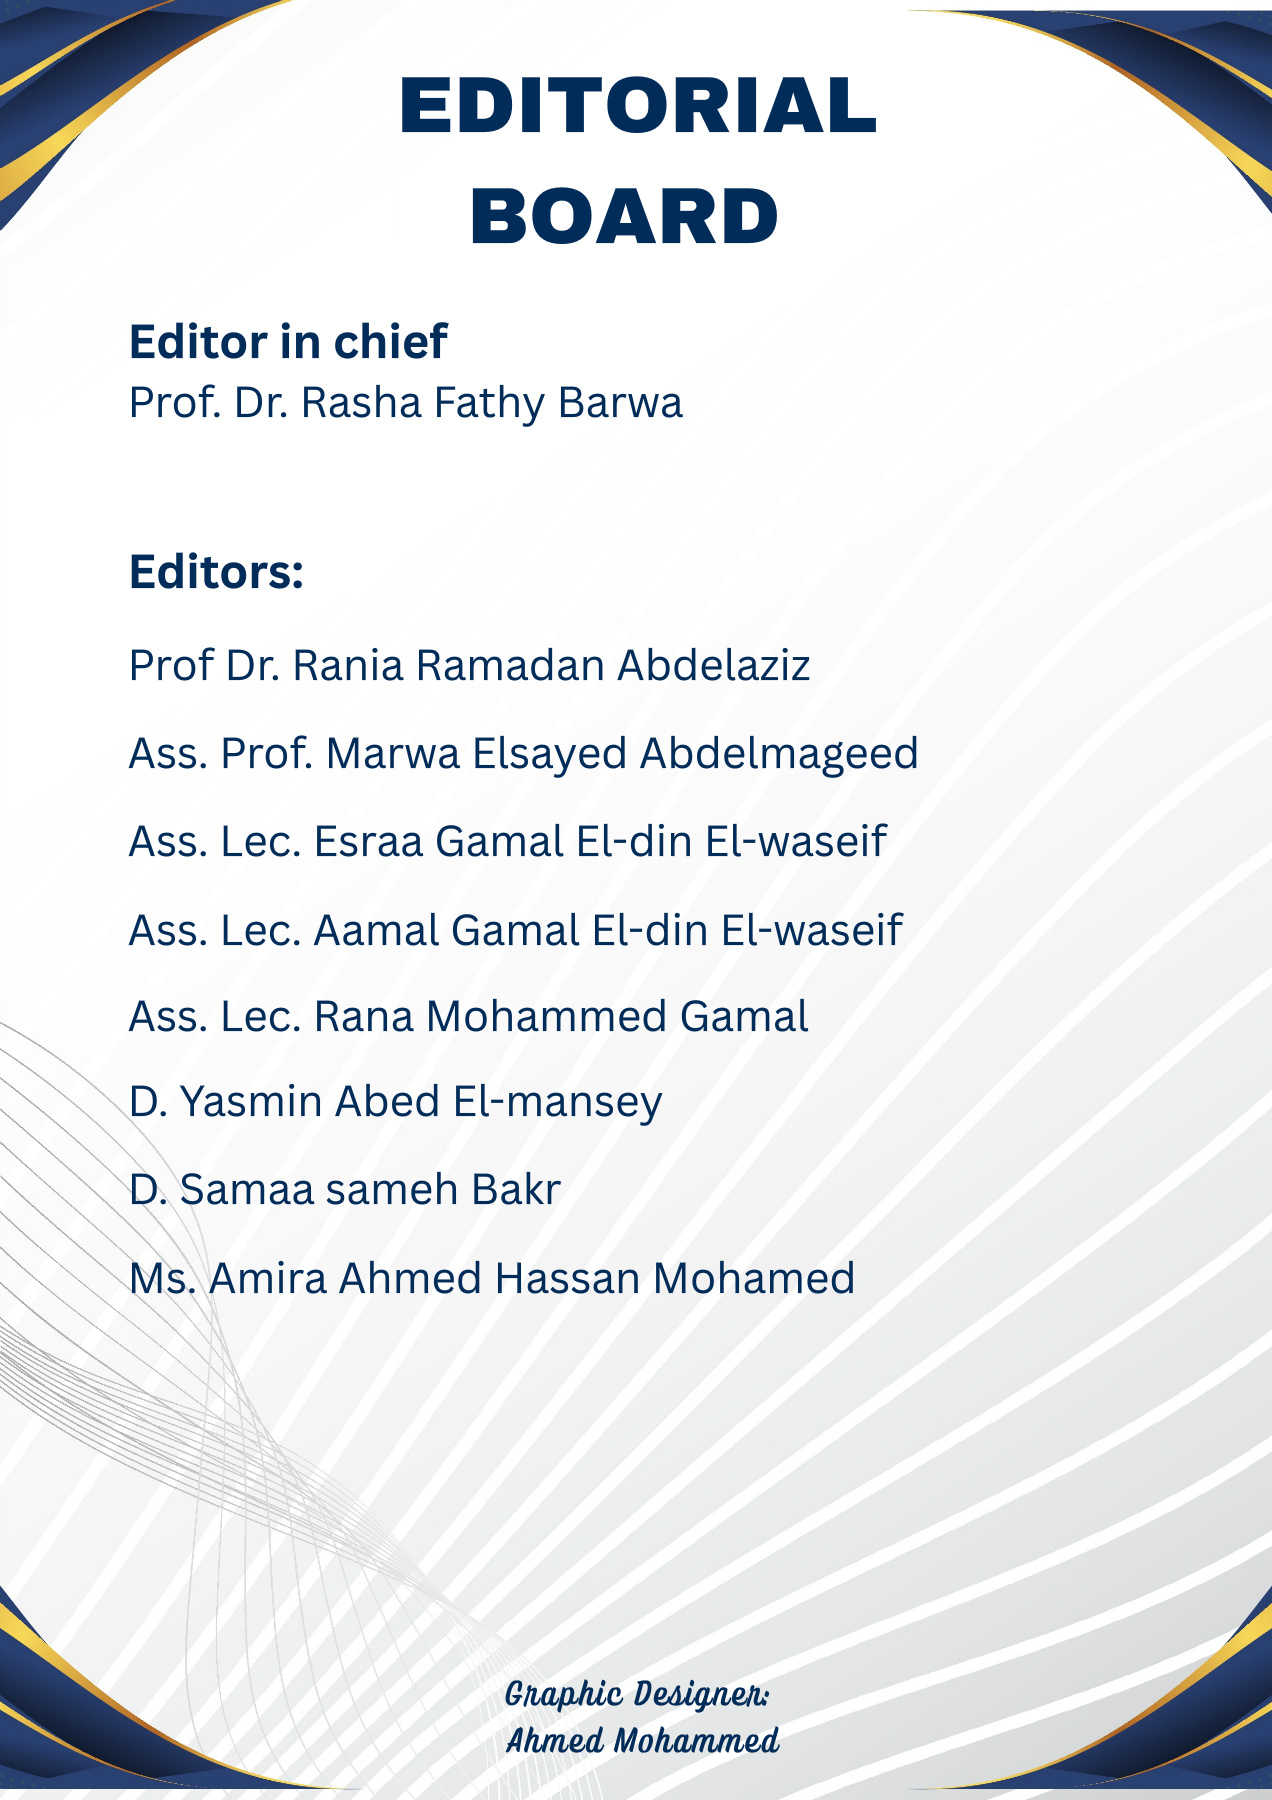 EDITORIAL
BOARD
Editor in chief
Prof. Dr. Rasha Fathy Barwa
Editors:
Prof Dr. Rania Ramadan Abdelaziz
Ass. Prof. Marwa Elsayed Abdelmageed
Ass. Lec. Esraa Gamal El-din El-waseif
Ass. Lec. Aamal Gamal El-din El-waseif
Ass. Lec. Rana Mohammed Gamal
D. Yasmin Abed El-mansey
D. Samaa sameh Bakr
Ms. Amira Ahmed Hassan Mohamed
Graphic Designer:
Ahmed Mohammed